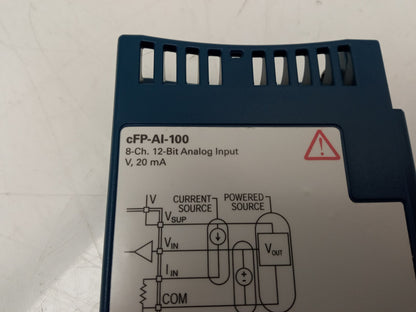 cFP-AI-100
8-Ch. 12-Bit Analog Input
V, 20 mA
CURRENT SOURCE
POWERED SOURCE
V
VSUP
VIN
VOUT
IIN
COM